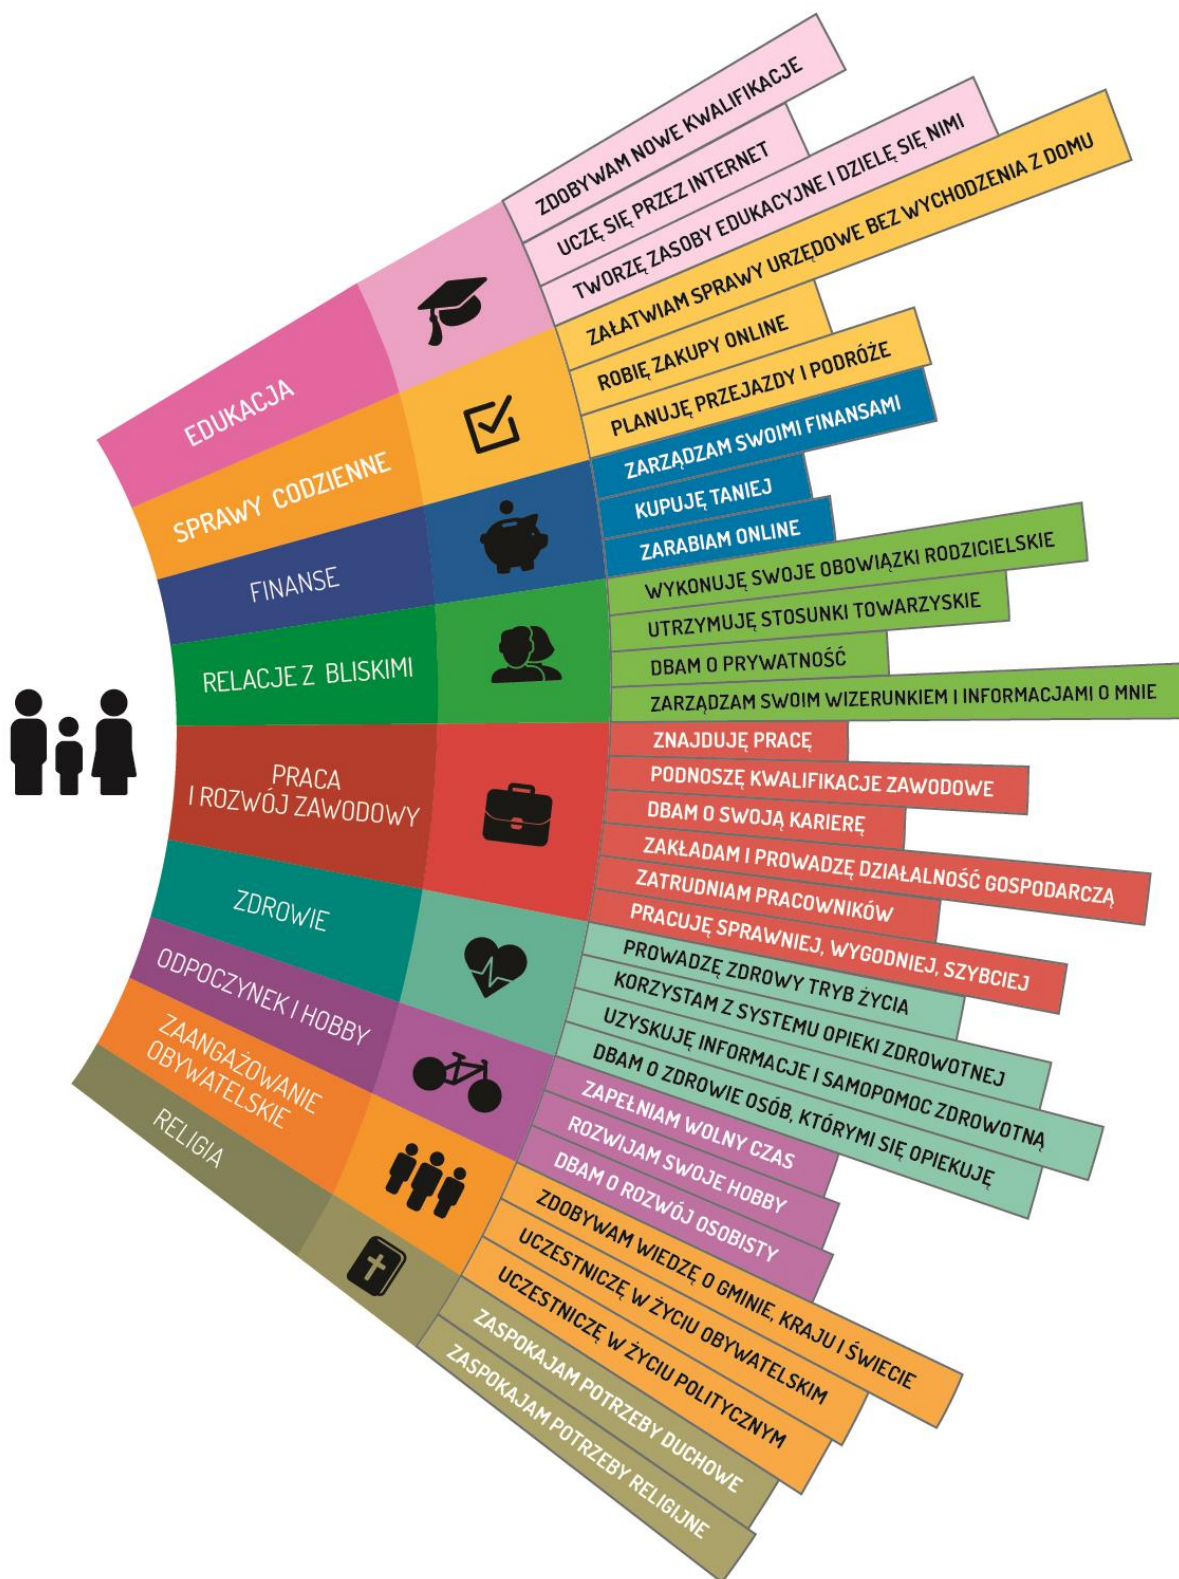 EDUKACJA
ZDOBYWAM NOWE KWALIFIKACJE
UCZĘ SIĘ PRZEZ INTERNET
TWORZĘ ZASOBY EDUKACYJNE I DZIELĘ SIĘ NIMI
SPRAWY CODZIENNE
ZAŁATWIAM SPRAWY URZĘDOWE BEZ WYCHODZENIA Z DOMU
ROBIĘ ZAKUPY ONLINE
PLANUJĘ PRZEJAZDY I PODRÓŻE
FINANSE
ZARZĄDZAM SWOIMI FINANSAMI
KUPUJĘ TANIEJ
ZARABIAM ONLINE
RELACJE Z BLISKIMI
WYKONUJĘ SWOJE OBOWIĄZKI RODZICIELSKIE
UTRZYMUJĘ STOSUNKI TOWARZYSKIE
DBAM O PRYWATNOŚĆ
ZARZĄDZAM SWOIM WIZERUNKIEM I INFORMACJAMI O MNIE
PRACA
I ROZWÓJ ZAWODOWY
ZNAJDUJĘ PRACĘ
PODNOSZĘ KWALIFIKACJE ZAWODOWE
DBAM O SWOJĄ KARIERĘ
ZAKŁADAM I PROWADZĘ DZIAŁALNOŚĆ GOSPODARCZĄ
ZATRUDNIAM PRACOWNIKÓW
PRACUJĘ SPRAWNIEJ, WYGODNIEJ, SZYBCIEJ
ZDROWIE
PROWADZĘ ZDROWY TRYB ŻYCIA
KORZYSTAM Z SYSTEMU OPIEKI ZDROWOTNEJ
UZYSKUJĘ INFORMACJE I SAMOPOMOC ZDROWOTNĄ
DBAM O ZDROWIE OSÓB, KTÓRYMI SIĘ OPIEKUJĘ
ODPOCZYNEK I HOBBY
ZAPEŁNIAM WOLNY CZAS
ROZWIJAM SWOJE HOBBY
DBAM O ROZWÓJ OSOBISTY
ZAANGAŻOWANIE
OBYWATELSKIE
ZDOBYWAM WIEDZĘ O GMINIE, KRAJU I ŚWIECIE
UCZESTNICZĘ W ŻYCIU OBYWATELSKIM
UCZESTNICZĘ W ŻYCIU POLITYCZNYM
RELIGIA
ZASPOKAJAM POTRZEBY DUCHOWE
ZASPOKAJAM POTRZEBY RELIGIJNE